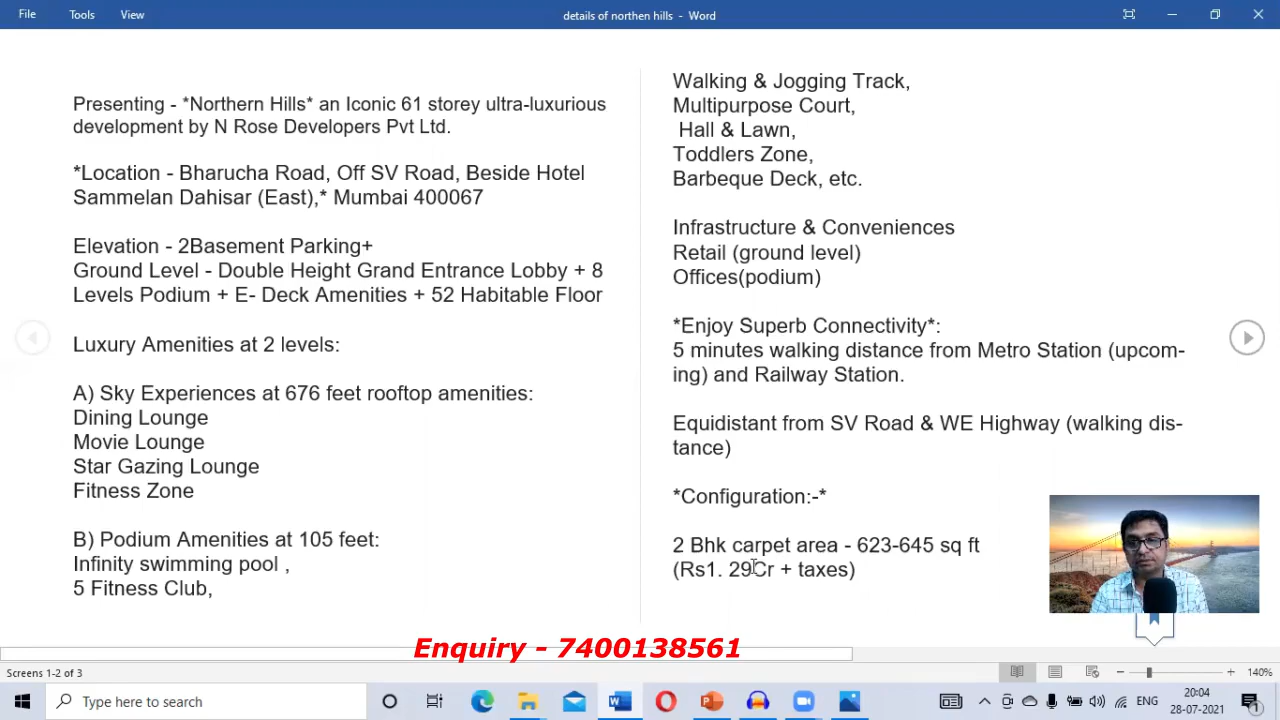 File
Tools
View
details of northen hills - Word
Presenting - *Northern Hills* an Iconic 61 storey ultra-luxurious
development by N Rose Developers Pvt Ltd.
*Location - Bharucha Road, Off SV Road, Beside Hotel
Sammelan Dahisar (East),* Mumbai 400067
Elevation - 2Basement Parking+
Ground Level - Double Height Grand Entrance Lobby + 8
Levels Podium + E- Deck Amenities + 52 Habitable Floor
Luxury Amenities at 2 levels:
A) Sky Experiences at 676 feet rooftop amenities:
Dining Lounge
Movie Lounge
Star Gazing Lounge
Fitness Zone
B) Podium Amenities at 105 feet:
Infinity swimming pool ,
5 Fitness Club,
Walking & Jogging Track,
Multipurpose Court,
Hall & Lawn,
Toddlers Zone,
Barbeque Deck, etc.
Infrastructure & Conveniences
Retail (ground level)
Offices(podium)
*Enjoy Superb Connectivity*:
5 minutes walking distance from Metro Station (upcom-
ing) and Railway Station.
Equidistant from SV Road & WE Highway (walking dis-
tance)
*Configuration:-*
2 Bhk carpet area - 623-645 sq ft
(Rs1. 29Cr + taxes)
Enquiry - 7400138561
Screens 1-2 of 3
140%
Type here to search
ENG
20:04
28-07-2021